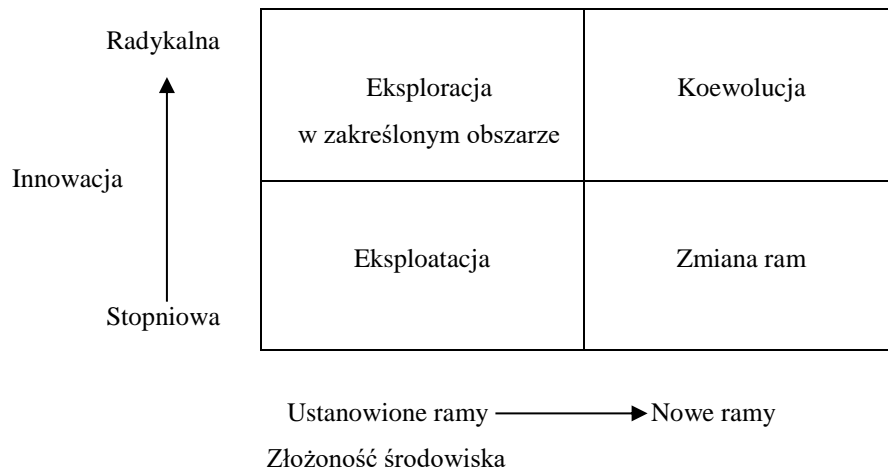 Radykalna
Eksploracja
w zakreślonym obszarze
Koewolucja
Innowacja
Eksploatacja
Zmiana ram
Stopniowa
Ustanowione ramy
Nowe ramy
Złożoność środowiska